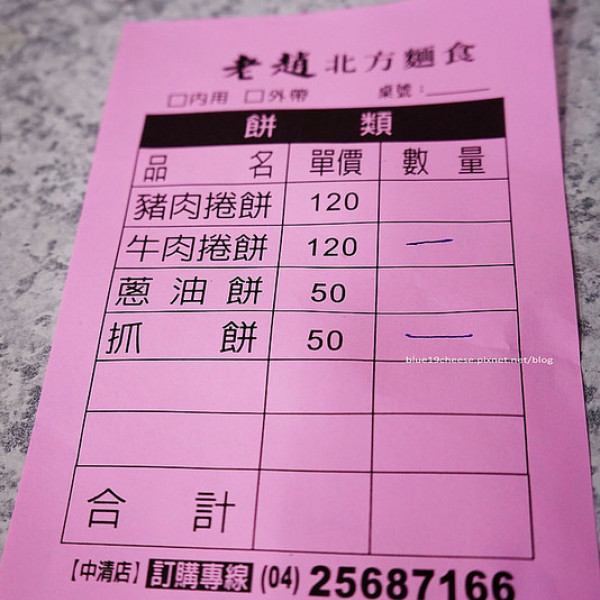 老趙北方麵食
□內用 □外帶 桌號：______
餅 類
品 名 單價 數 量
豬肉捲餅 120
牛肉捲餅 120 一
蔥油餅 50
抓 餅 50 一
blue19cheese.pixnet.net/blog
合 計
【中清店】訂購專線 (04) 25687166